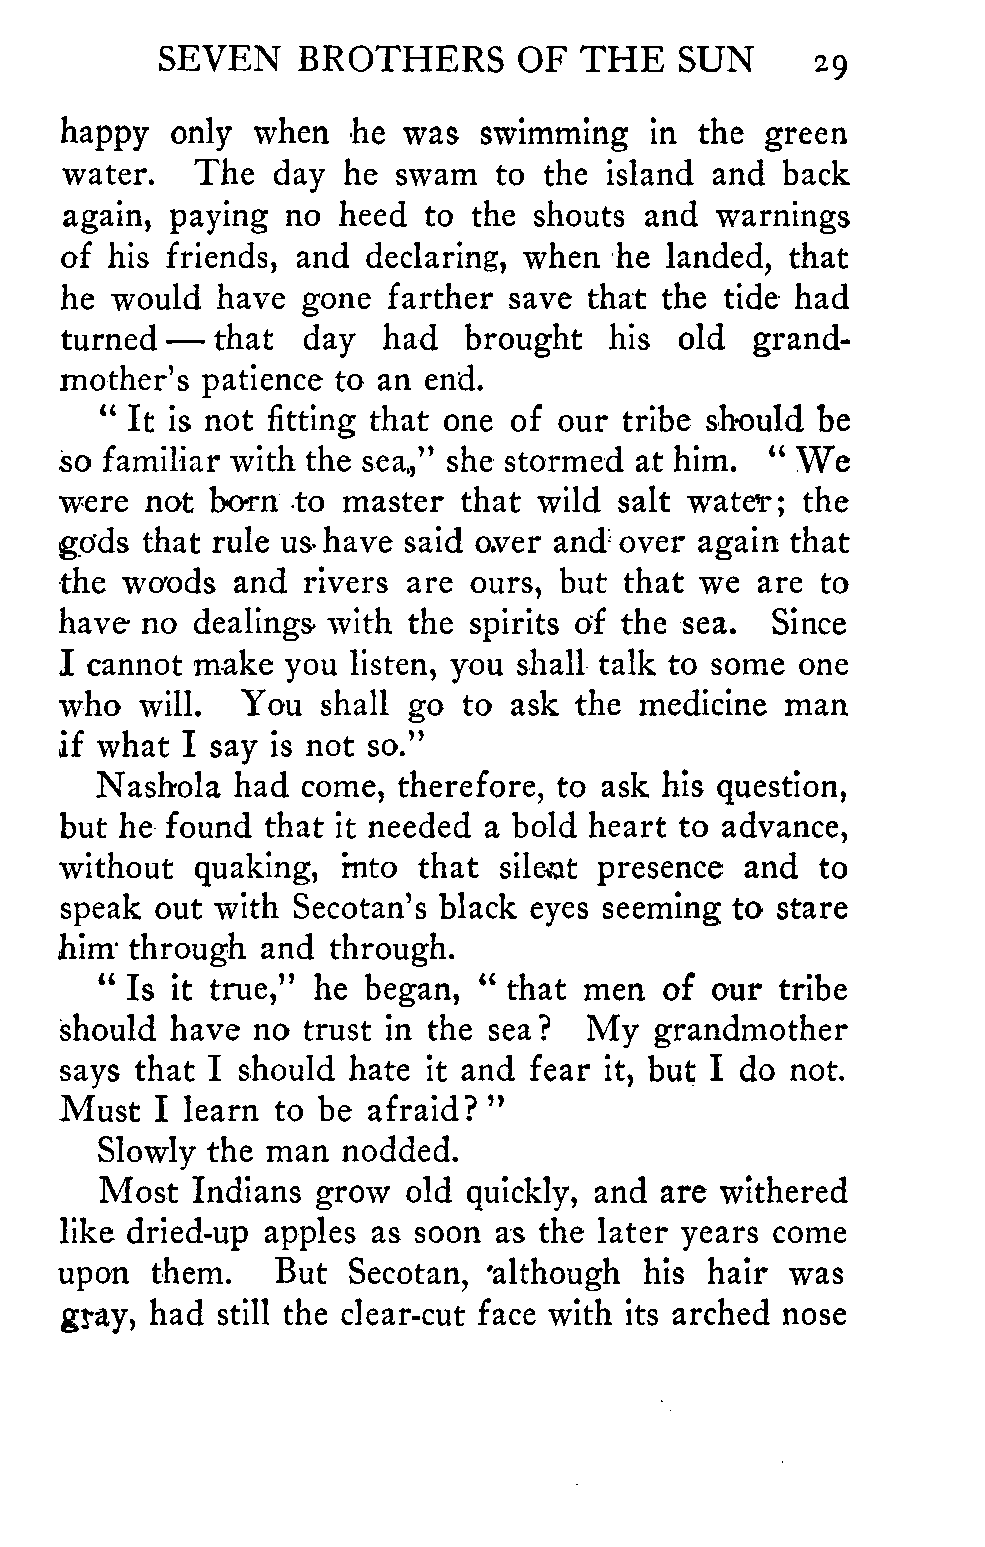 SEVEN BROTHERS OF THE SUN 29
happy only when he was swimming in the green
water. The day he swam to the island and back
again, paying no heed to the shouts and warnings
of his friends, and declaring, when he landed, that
he would have gone farther save that the tide had
turned — that day had brought his old grand-
mother's patience to an end.
" It is not fitting that one of our tribe should be
so familiar with the sea," she stormed at him. " We
were not born to master that wild salt water; the
gods that rule us have said over and over again that
the woods and rivers are ours, but that we are to
have no dealings with the spirits of the sea. Since
I cannot make you listen, you shall talk to some one
who will. You shall go to ask the medicine man
if what I say is not so."
Nashola had come, therefore, to ask his question,
but he found that it needed a bold heart to advance,
without quaking, into that silent presence and to
speak out with Secotan's black eyes seeming to stare
him through and through.
" Is it true," he began, " that men of our tribe
should have no trust in the sea? My grandmother
says that I should hate it and fear it, but I do not.
Must I learn to be afraid? "
Slowly the man nodded.
Most Indians grow old quickly, and are withered
like dried-up apples as soon as the later years come
upon them. But Secotan, although his hair was
gray, had still the clear-cut face with its arched nose